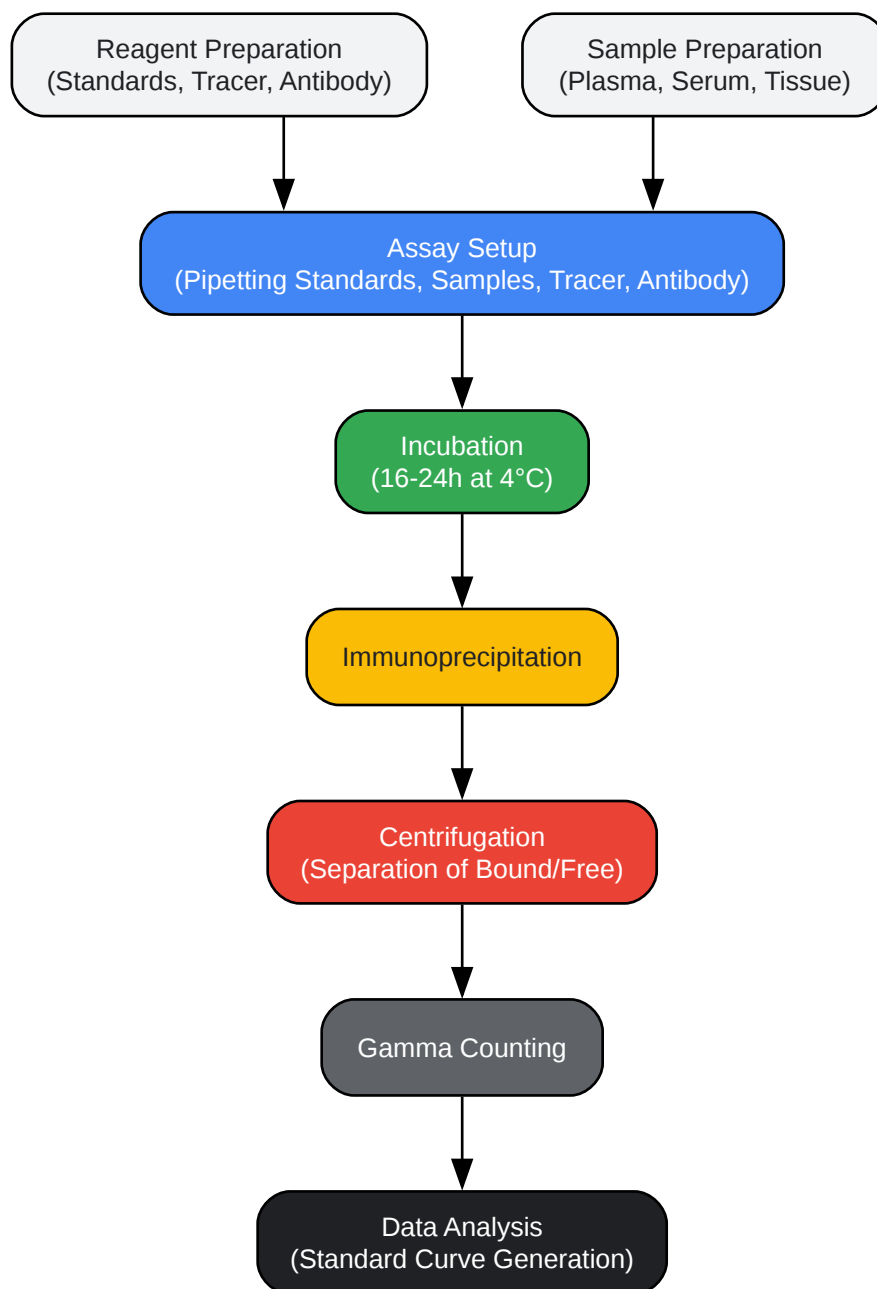 Reagent Preparation
(Standards, Tracer, Antibody)
Sample Preparation
(Plasma, Serum, Tissue)
Assay Setup
(Pipetting Standards, Samples, Tracer, Antibody)
Incubation
(16-24h at 4°C)
Immunoprecipitation
Centrifugation
(Separation of Bound/Free)
Gamma Counting
Data Analysis
(Standard Curve Generation)